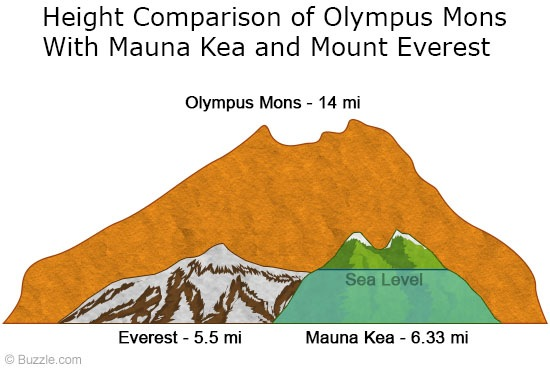 Height Comparison of Olympus Mons
With Mauna Kea and Mount Everest
Olympus Mons - 14 mi
Sea Level
Everest - 5.5 mi
Mauna Kea - 6.33 mi
© Buzzle.com